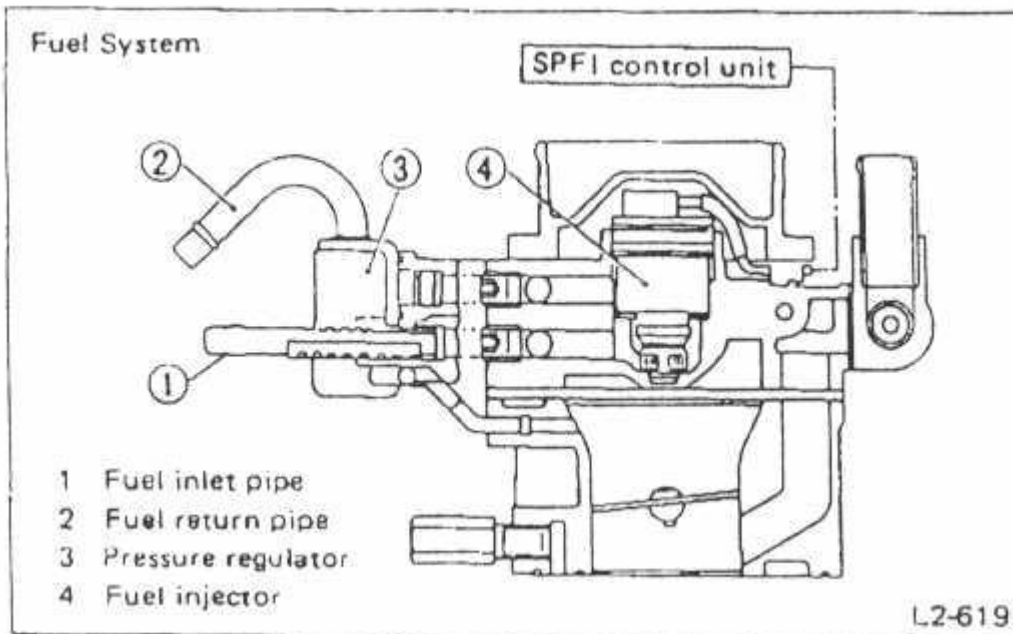 Fuel System
SPFI control unit
2
3
4
1
1 Fuel inlet pipe
2 Fuel return pipe
3 Pressure regulator
4 Fuel injector
L2-619